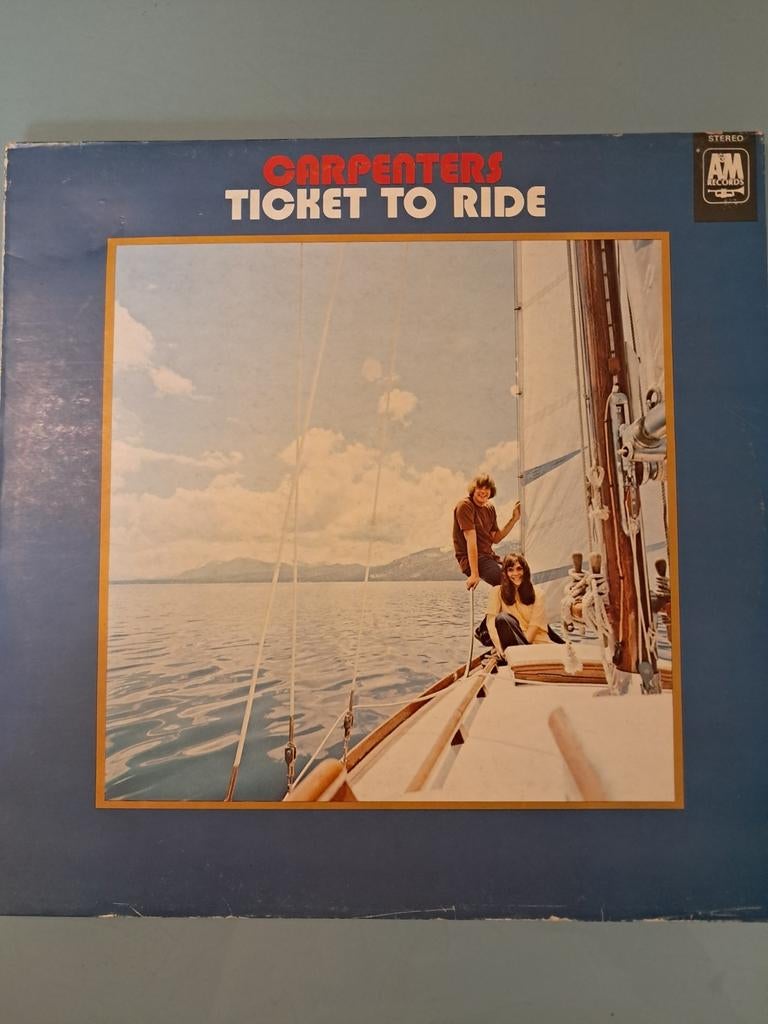 CARPENTERS
TICKET TO RIDE
STEREO
A&M
RECORDS